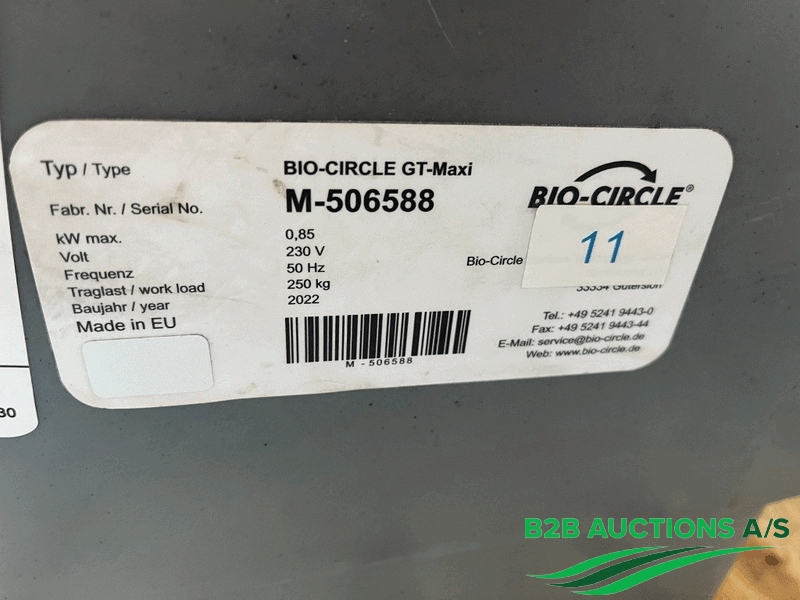 Typ / Type BIO-CIRCLE GT-Maxi
Fabr. Nr. / Serial No. M-506588
kW max. 0,85
Volt 230 V
Frequenz 50 Hz
Traglast / work load 250 kg
Baujahr / year 2022
Made in EU
M - 506588
BIO-CIRCLE®
11
Bio-Circle
33334 Gütersloh
Tel.: +49 5241 9443-0
Fax: +49 5241 9443-44
E-Mail: service@bio-circle.de
Web: www.bio-circle.de
30
B2B AUCTIONS A/S